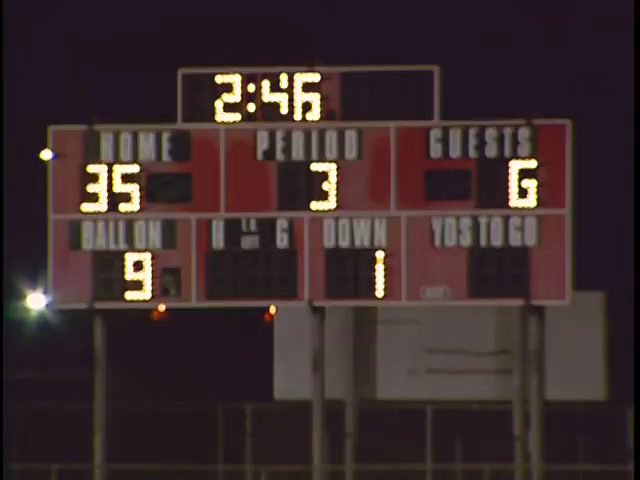 2:46
HOME PERIOD GUESTS
35 3 6
BALL ON H G DOWN YDS TO GO
9 1